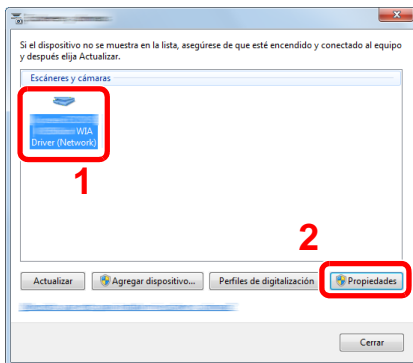 Si el dispositivo no se muestra en la lista, asegúrese de que esté encendido y conectado al equipo
y después elija Actualizar.
Escáneres y cámaras
WIA
Driver (Network)
1
2
Actualizar
Agregar dispositivo...
Perfiles de digitalización
Propiedades
Cerrar